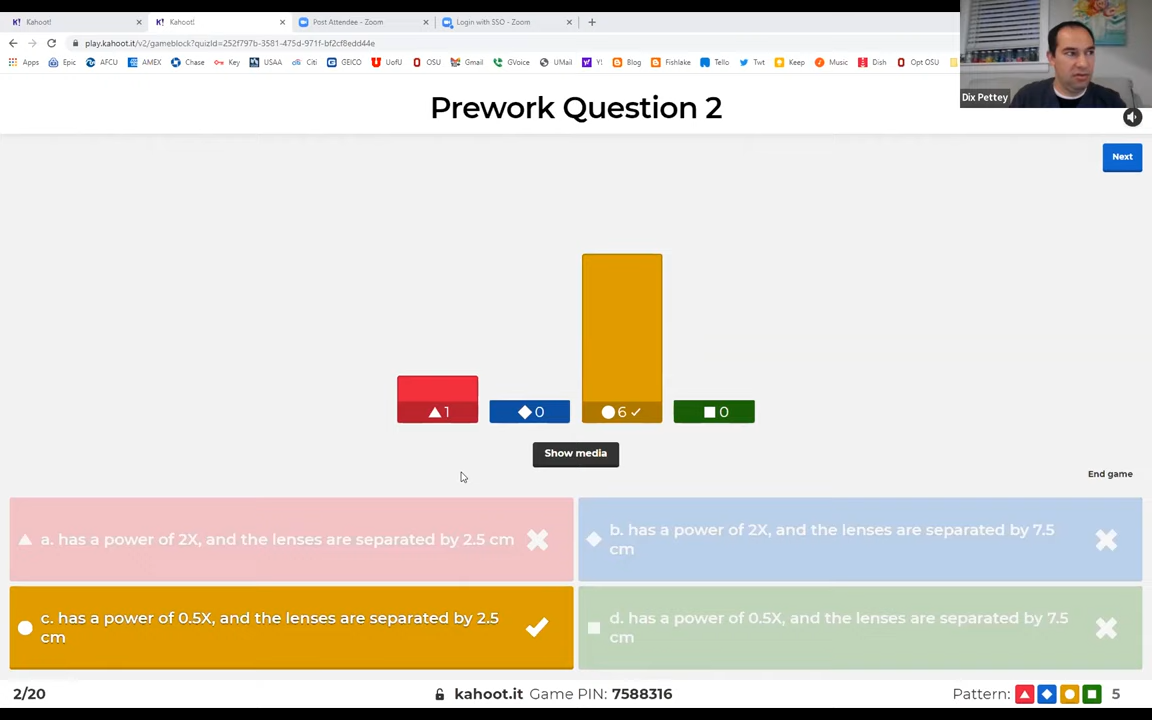 Kahoot!
Kahoot!
Post Attendee - Zoom
Login with SSO - Zoom
play.kahoot.it/v2/gameblock?quizId=252f797b-3581-475d-971f-bf2cf8edd44e
Apps Epic AFCU AMEX Chase Key USAA Citi GEICO UofU OSU Gmail GVoice UMail Y! Blog Fishlake Tello Twt Keep Music Dish Opt OSU
Dix Pettey
Prework Question 2
Next
1
0
6
0
Show media
End game
a. has a power of 2X, and the lenses are separated by 2.5 cm
b. has a power of 2X, and the lenses are separated by 7.5
cm
c. has a power of 0.5X, and the lenses are separated by 2.5
cm
d. has a power of 0.5X, and the lenses are separated by 7.5
cm
2/20
kahoot.it Game PIN: 7588316
Pattern: 5